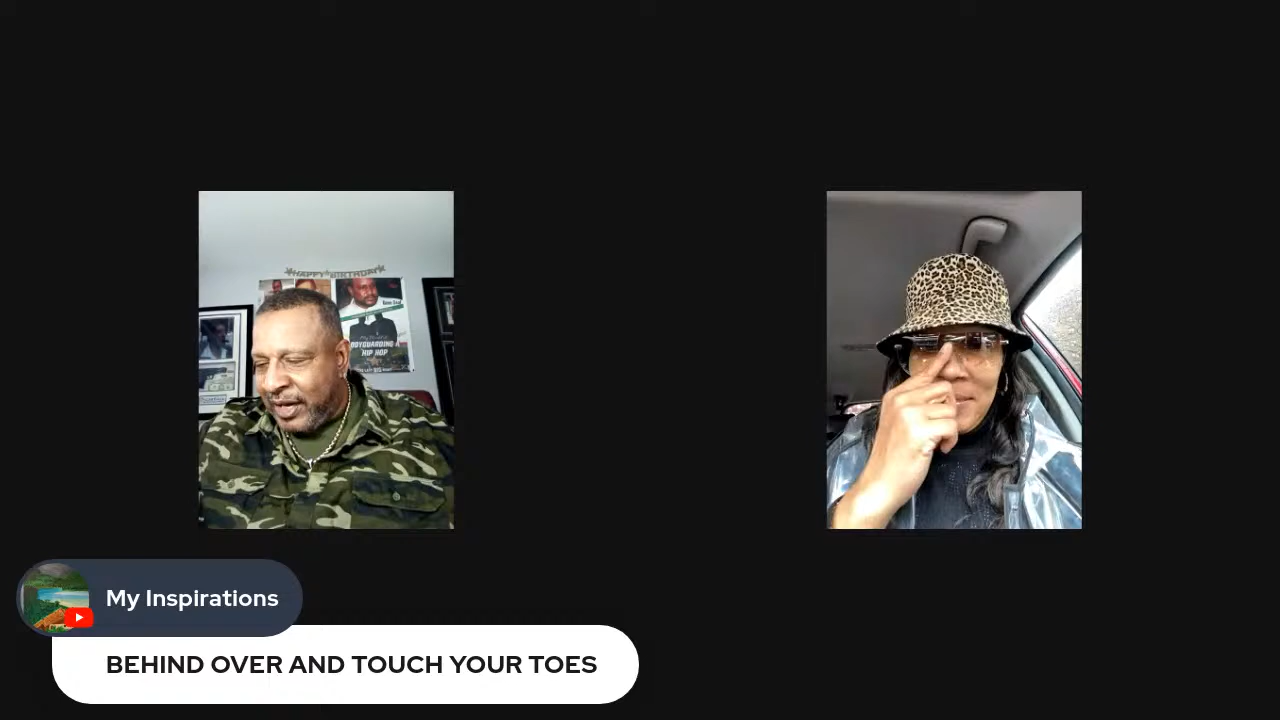 HAPPY BIRTHDAY
BODYGUARDING A
HIP HOP
My Inspirations
BEHIND OVER AND TOUCH YOUR TOES